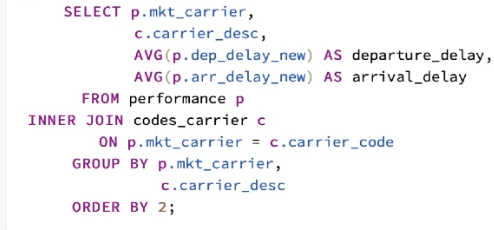 SELECT p.mkt_carrier,
c.carrier_desc,
AVG(p.dep_delay_new) AS departure_delay,
AVG(p.arr_delay_new) AS arrival_delay
FROM performance p
INNER JOIN codes_carrier c
ON p.mkt_carrier = c.carrier_code
GROUP BY p.mkt_carrier,
c.carrier_desc
ORDER BY 2;